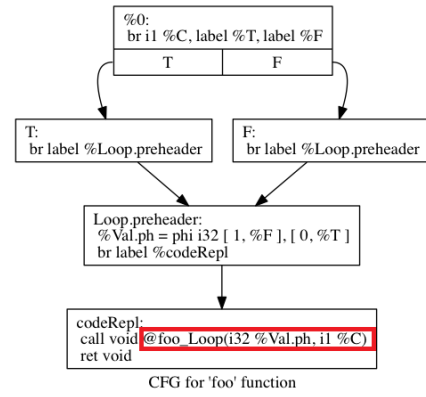 %0:
br i1 %C, label %T, label %F
T
F
T:
br label %Loop.preheader
F:
br label %Loop.preheader
Loop.preheader:
%Val.ph = phi i32 [ 1, %F ], [ 0, %T ]
br label %codeRepl
codeRepl:
call void @foo_Loop(i32 %Val.ph, i1 %C)
ret void
CFG for 'foo' function